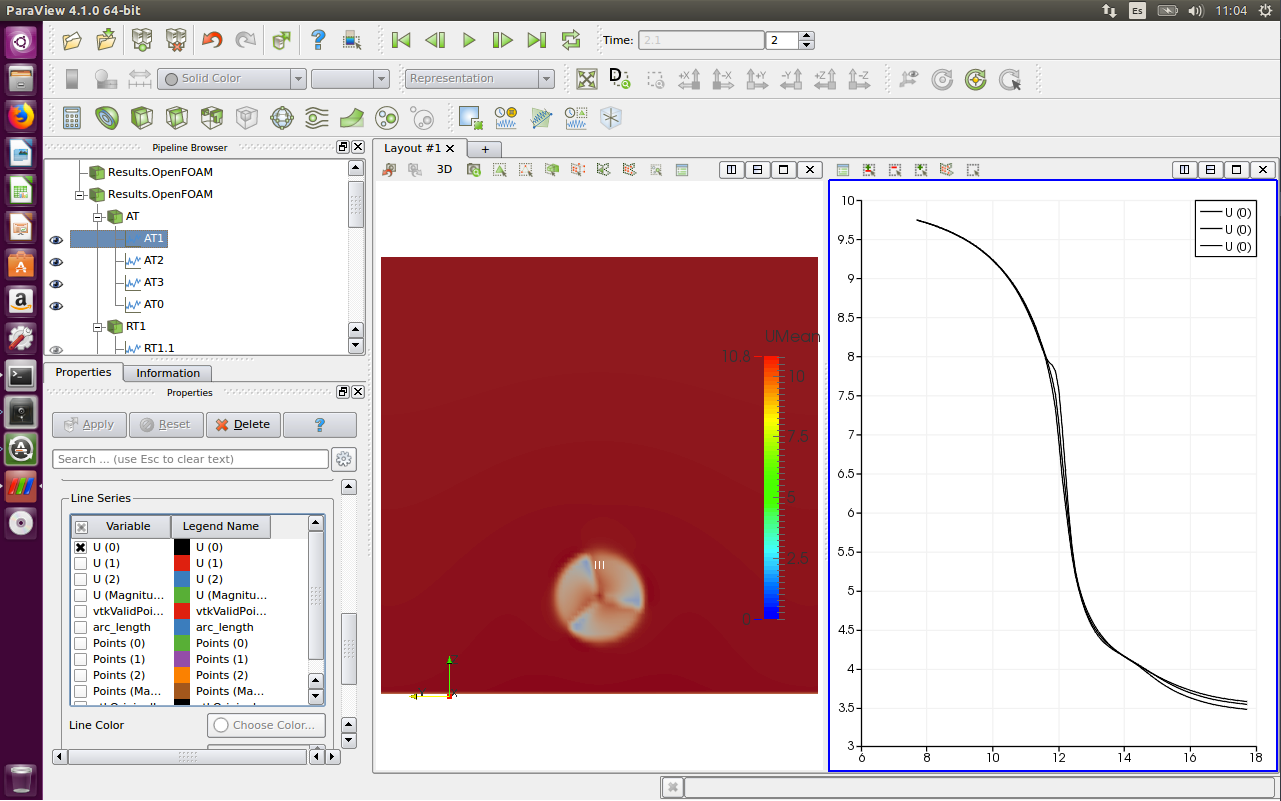 ParaView 4.1.0 64-bit
Es
11:04
Time: 2.1 2
Solid Color
Representation
+X -X +Y -Y +Z -Z
Pipeline Browser
Results.OpenFOAM
Results.OpenFOAM
AT
AT1
AT2
AT3
AT0
RT1
RT1.1
Properties Information
Properties
Apply Reset Delete ?
Search ... (use Esc to clear text)
Line Series
Variable Legend Name
U (0) U (0)
U (1) U (1)
U (2) U (2)
U (Magnitu... U (Magnitu...
vtkValidPoi... vtkValidPoi...
arc_length arc_length
Points (0) Points (0)
Points (1) Points (1)
Points (2) Points (2)
Points (Ma... Points (Ma...
Line Color Choose Color...
Layout #1 +
3D
UMean
10.8
10
7.5
5
2.5
0
U (0)
U (0)
U (0)
10
9.5
9
8.5
8
7.5
7
6.5
6
5.5
5
4.5
4
3.5
3
6 8 10 12 14 16 18